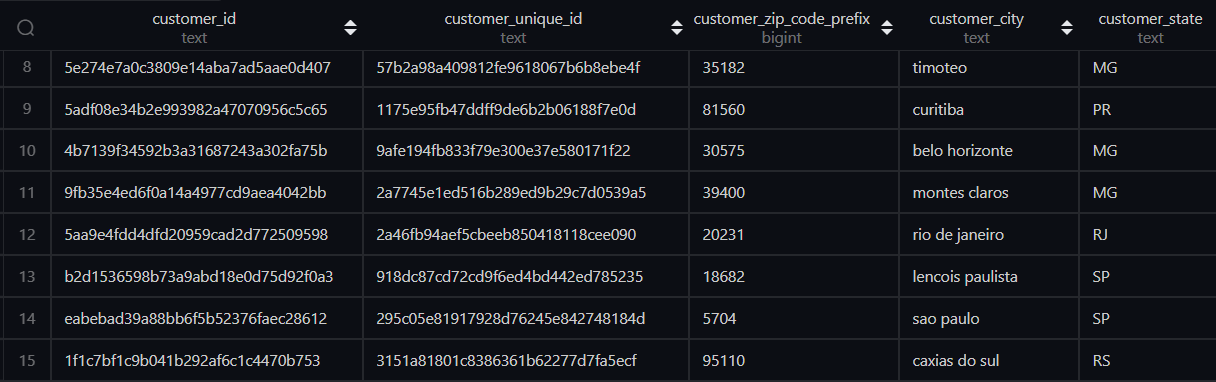 customer_id customer_unique_id customer_zip_code_prefix customer_city customer_state
text text bigint text text
8 5e274e7a0c3809e14aba7ad5aae0d407 57b2a98a409812fe9618067b6b8ebe4f 35182 timoteo MG
9 5adf08e34b2e993982a47070956c5c65 1175e95fb47ddff9de6b2b06188f7e0d 81560 curitiba PR
10 4b7139f34592b3a31687243a302fa75b 9afe194fb833f79e300e37e580171f22 30575 belo horizonte MG
11 9fb35e4ed6f0a14a4977cd9aea4042bb 2a7745e1ed516b289ed9b29c7d0539a5 39400 montes claros MG
12 5aa9e4fdd4dfd20959cad2d772509598 2a46fb94aef5cbeeb850418118cee090 20231 rio de janeiro RJ
13 b2d1536598b73a9abd18e0d75d92f0a3 918dc87cd72cd9f6ed4bd442ed785235 18682 lencois paulista SP
14 eabebad39a88bb6f5b52376faec28612 295c05e81917928d76245e842748184d 5704 sao paulo SP
15 1f1c7bf1c9b041b292af6c1c4470b753 3151a81801c8386361b62277d7fa5ecf 95110 caxias do sul RS